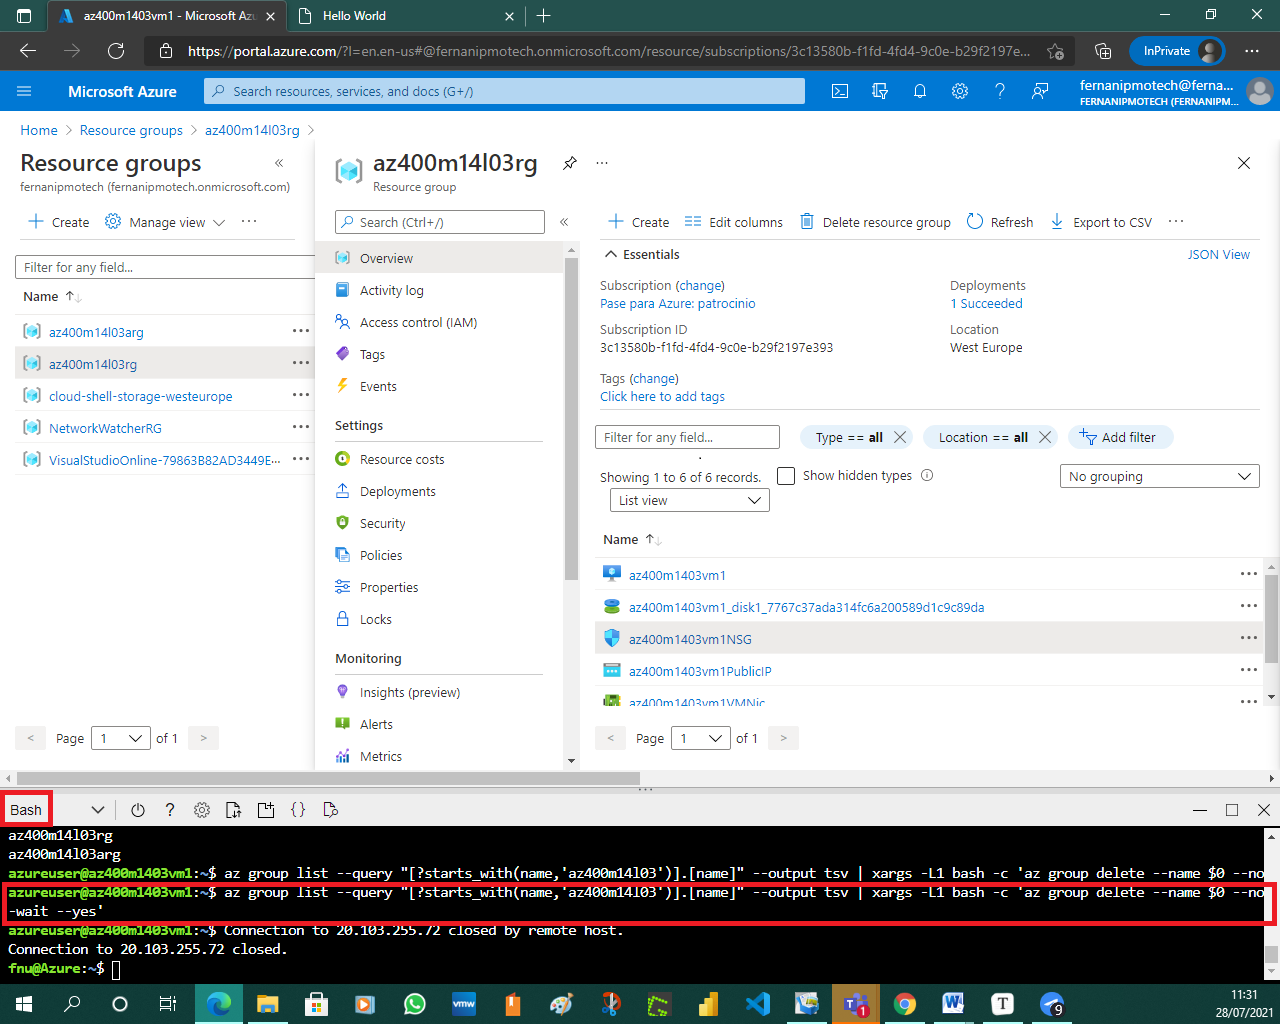 az400m1403vm1 - Microsoft Azu
Hello World
https://portal.azure.com/?l=en.en-us#@fernanipmotech.onmicrosoft.com/resource/subscriptions/3c13580b-f1fd-4fd4-9c0e-b29f2197e...
InPrivate
Microsoft Azure
Search resources, services, and docs (G+/)
fernanipmotech@ferna...
FERNANIPMOTECH (FERNANIPM...
Home > Resource groups > az400m14l03rg >
Resource groups
fernanipmotech (fernanipmotech.onmicrosoft.com)
Create
Manage view
Filter for any field...
Name
az400m14l03arg
az400m14l03rg
cloud-shell-storage-westeurope
NetworkWatcherRG
VisualStudioOnline-79863B82AD3449E...
< Page 1 of 1 >
az400m14l03rg
Resource group
Search (Ctrl+/)
Overview
Activity log
Access control (IAM)
Tags
Events
Settings
Resource costs
Deployments
Security
Policies
Properties
Locks
Monitoring
Insights (preview)
Alerts
Metrics
Create
Edit columns
Delete resource group
Refresh
Export to CSV
Essentials
JSON View
Subscription (change)
Pase para Azure: patrocinio
Subscription ID
3c13580b-f1fd-4fd4-9c0e-b29f2197e393
Tags (change)
Click here to add tags
Deployments
1 Succeeded
Location
West Europe
Filter for any field...
Type == all
Location == all
Add filter
Showing 1 to 6 of 6 records.
Show hidden types
No grouping
List view
Name
az400m1403vm1
az400m1403vm1_disk1_7767c37ada314fc6a200589d1c9c89da
az400m1403vm1NSG
az400m1403vm1PublicIP
az400m1403vm1VMNic
< Page 1 of 1 >
Bash
az400m14l03rg
az400m14l03arg
azureuser@az400m1403vm1:~$ az group list --query "[?starts_with(name,'az400m14l03')].[name]" --output tsv | xargs -L1 bash -c 'az group delete --name $0 --no
azureuser@az400m1403vm1:~$ az group list --query "[?starts_with(name,'az400m14l03')].[name]" --output tsv | xargs -L1 bash -c 'az group delete --name $0 --no
-wait --yes'
azureuser@az400m1403vm1:~$ Connection to 20.103.255.72 closed by remote host.
Connection to 20.103.255.72 closed.
fnu@Azure:~$
vmw
1
T
9
11:31
28/07/2021